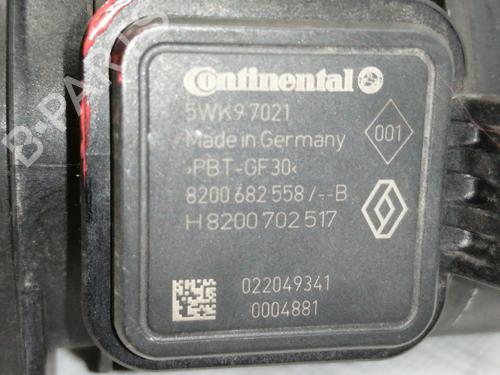 Continental
5WK9 7021
Made in Germany
001
>PBT-GF30<
8200 682 558 /--B
H 8200 702 517
022049341
0004881
B-PARTS